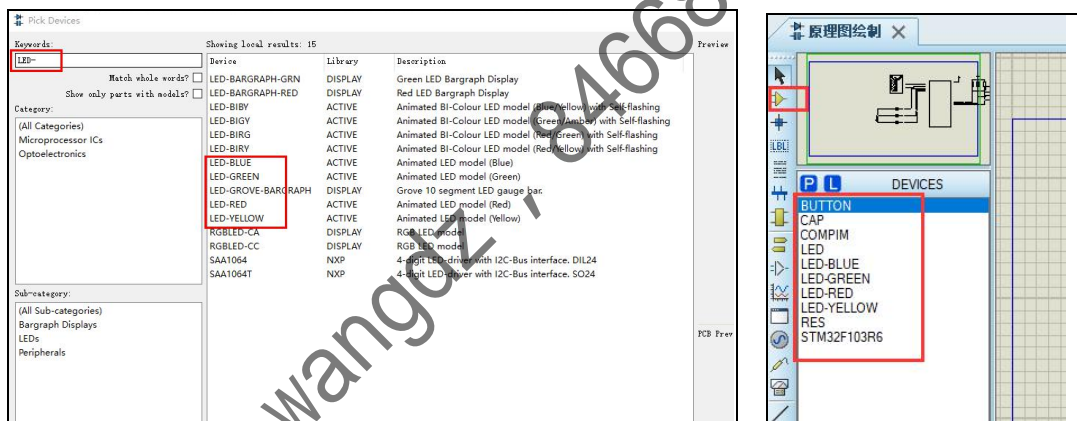 Pick Devices
Keywords:
LED-
Match whole words?
Show only parts with models?
Category:
(All Categories)
Microprocessor ICs
Optoelectronics
Sub-category:
(All Sub-categories)
Bargraph Displays
LEDs
Peripherals
Showing local results: 15
Device Library Description
LED-BARGRAPH-GRN DISPLAY Green LED Bargraph Display
LED-BARGRAPH-RED DISPLAY Red LED Bargraph Display
LED-BIBY ACTIVE Animated BI-Colour LED model (Blue/Yellow) with Self-flashing
LED-BIGY ACTIVE Animated BI-Colour LED model (Green/Amber) with Self-flashing
LED-BIRG ACTIVE Animated BI-Colour LED model (Red/Green) with Self-flashing
LED-BIRY ACTIVE Animated BI-Colour LED model (Red/Yellow) with Self-flashing
LED-BLUE ACTIVE Animated LED model (Blue)
LED-GREEN ACTIVE Animated LED model (Green)
LED-GROVE-BARGRAPH DISPLAY Grove 10 segment LED gauge bar.
LED-RED ACTIVE Animated LED model (Red)
LED-YELLOW ACTIVE Animated LED model (Yellow)
RGBLED-CA DISPLAY RGB LED model
RGBLED-CC DISPLAY RGB LED model
SAA1064 NXP 4-digit LED-driver with I2C-Bus interface. DIL24
SAA1064T NXP 4-digit LED-driver with I2C-Bus interface. SO24
Preview
PCB Prev
原理图绘制
LBL
P L DEVICES
BUTTON
CAP
COMPIM
LED
LED-BLUE
LED-GREEN
LED-RED
LED-YELLOW
RES
STM32F103R6
wangdz , 8466